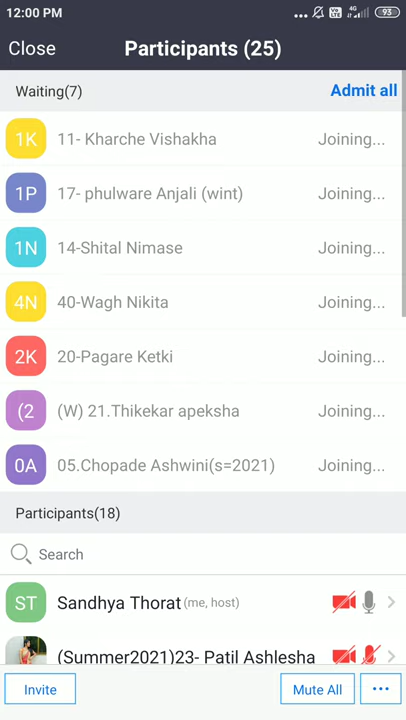 12:00 PM
4G
93
Close
Participants (25)
Waiting(7)
Admit all
1K
11- Kharche Vishakha
Joining...
1P
17- phulware Anjali (wint)
Joining...
1N
14-Shital Nimase
Joining...
4N
40-Wagh Nikita
Joining...
2K
20-Pagare Ketki
Joining...
(2
(W) 21.Thikekar apeksha
Joining...
0A
05.Chopade Ashwini(s=2021)
Joining...
Participants(18)
Search
ST
Sandhya Thorat (me, host)
(Summer2021)23- Patil Ashlesha
Invite
Mute All